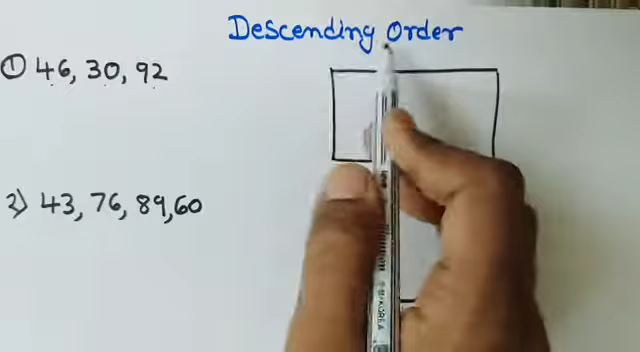 Descending Order
① 46, 30, 92
2) 43, 76, 89, 60